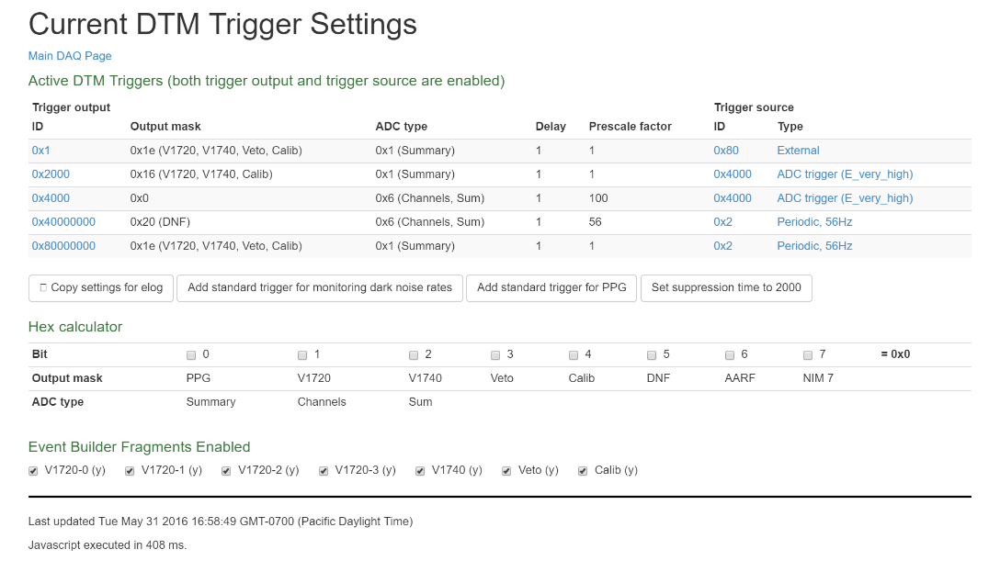 Current DTM Trigger Settings
Main DAQ Page
Active DTM Triggers (both trigger output and trigger source are enabled)
Trigger output Trigger source
ID Output mask ADC type Delay Prescale factor ID Type
0x1 0x1e (V1720, V1740, Veto, Calib) 0x1 (Summary) 1 1 0x80 External
0x2000 0x16 (V1720, V1740, Calib) 0x1 (Summary) 1 1 0x4000 ADC trigger (E_very_high)
0x4000 0x0 0x6 (Channels, Sum) 1 100 0x4000 ADC trigger (E_very_high)
0x40000000 0x20 (DNF) 0x6 (Channels, Sum) 1 56 0x2 Periodic, 56Hz
0x80000000 0x1e (V1720, V1740, Veto, Calib) 0x1 (Summary) 1 1 0x2 Periodic, 56Hz
Copy settings for elog Add standard trigger for monitoring dark noise rates Add standard trigger for PPG Set suppression time to 2000
Hex calculator
Bit 0 1 2 3 4 5 6 7 = 0x0
Output mask PPG V1720 V1740 Veto Calib DNF AARF NIM 7
ADC type Summary Channels Sum
Event Builder Fragments Enabled
V1720-0 (y) V1720-1 (y) V1720-2 (y) V1720-3 (y) V1740 (y) Veto (y) Calib (y)
Last updated Tue May 31 2016 16:58:49 GMT-0700 (Pacific Daylight Time)
Javascript executed in 408 ms.